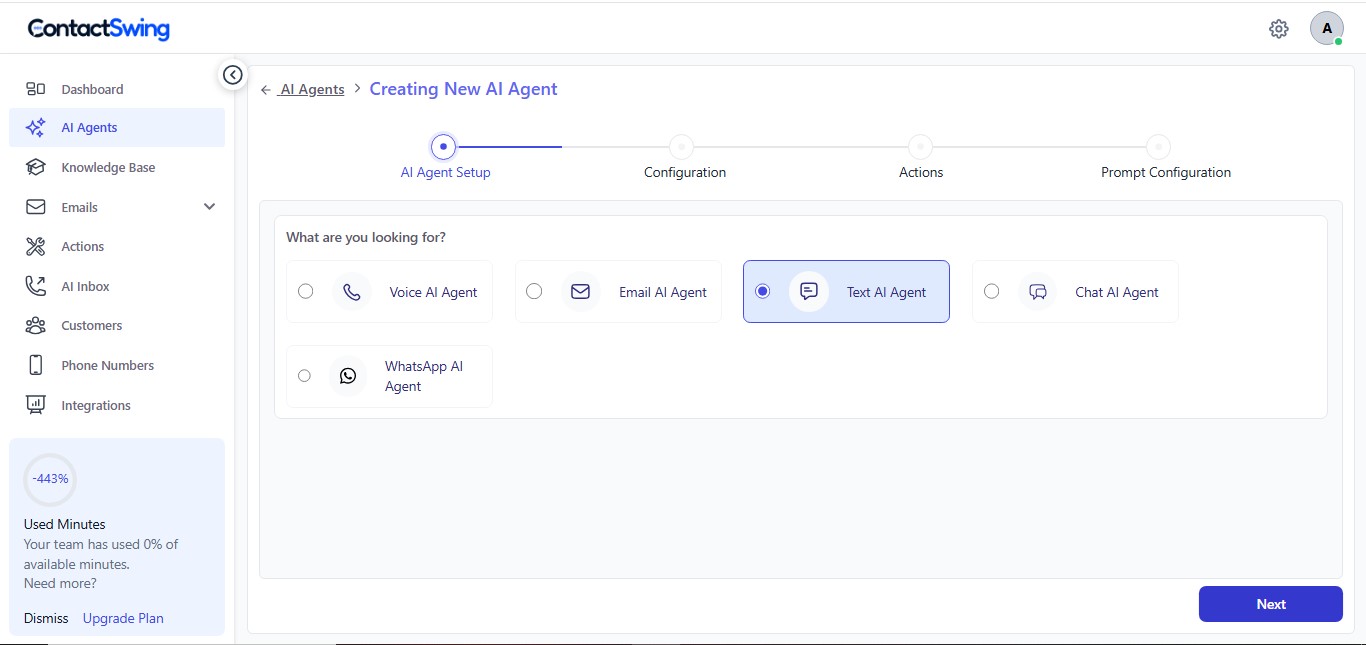 ContactSwing
A
Dashboard
AI Agents
Knowledge Base
Emails
Actions
AI Inbox
Customers
Phone Numbers
Integrations
-443%
Used Minutes
Your team has used 0% of
available minutes.
Need more?
Dismiss Upgrade Plan
← AI Agents > Creating New AI Agent
AI Agent Setup
Configuration
Actions
Prompt Configuration
What are you looking for?
Voice AI Agent
Email AI Agent
Text AI Agent
Chat AI Agent
WhatsApp AI
Agent
Next